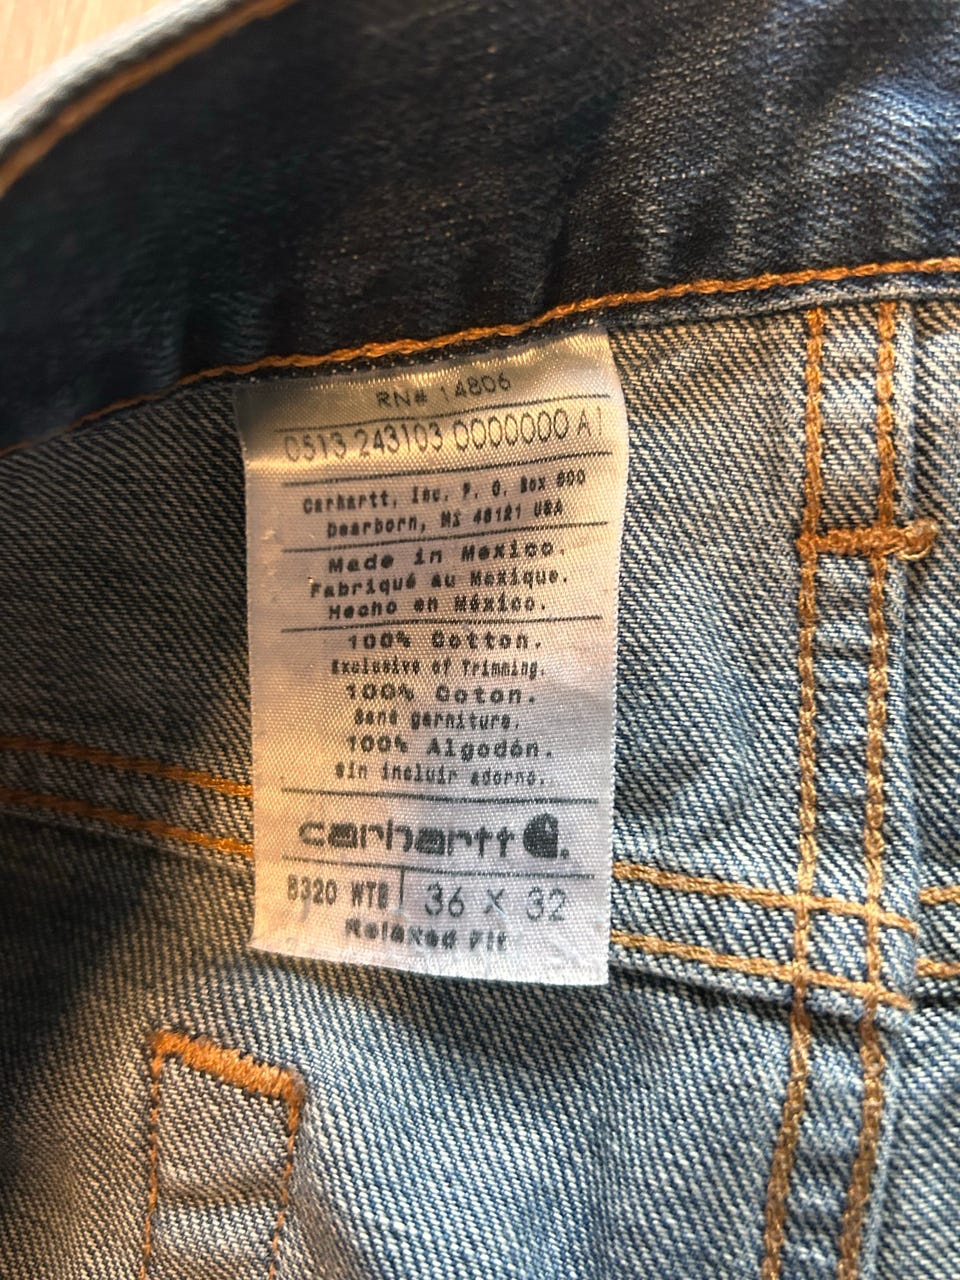 RN# 14806
0513 243103 0000000 A1
Carhartt, Inc. P. O. Box 600
Dearborn, MI 48121 USA
Made in Mexico.
Fabriqué au Mexique.
Hecho en México.
100% Cotton.
Exclusive of Trimming.
100% Coton.
Sans garniture.
100% Algodón.
sin incluir adorno.
carhartt
B320 WTB 36 X 32
Relaxed Fit